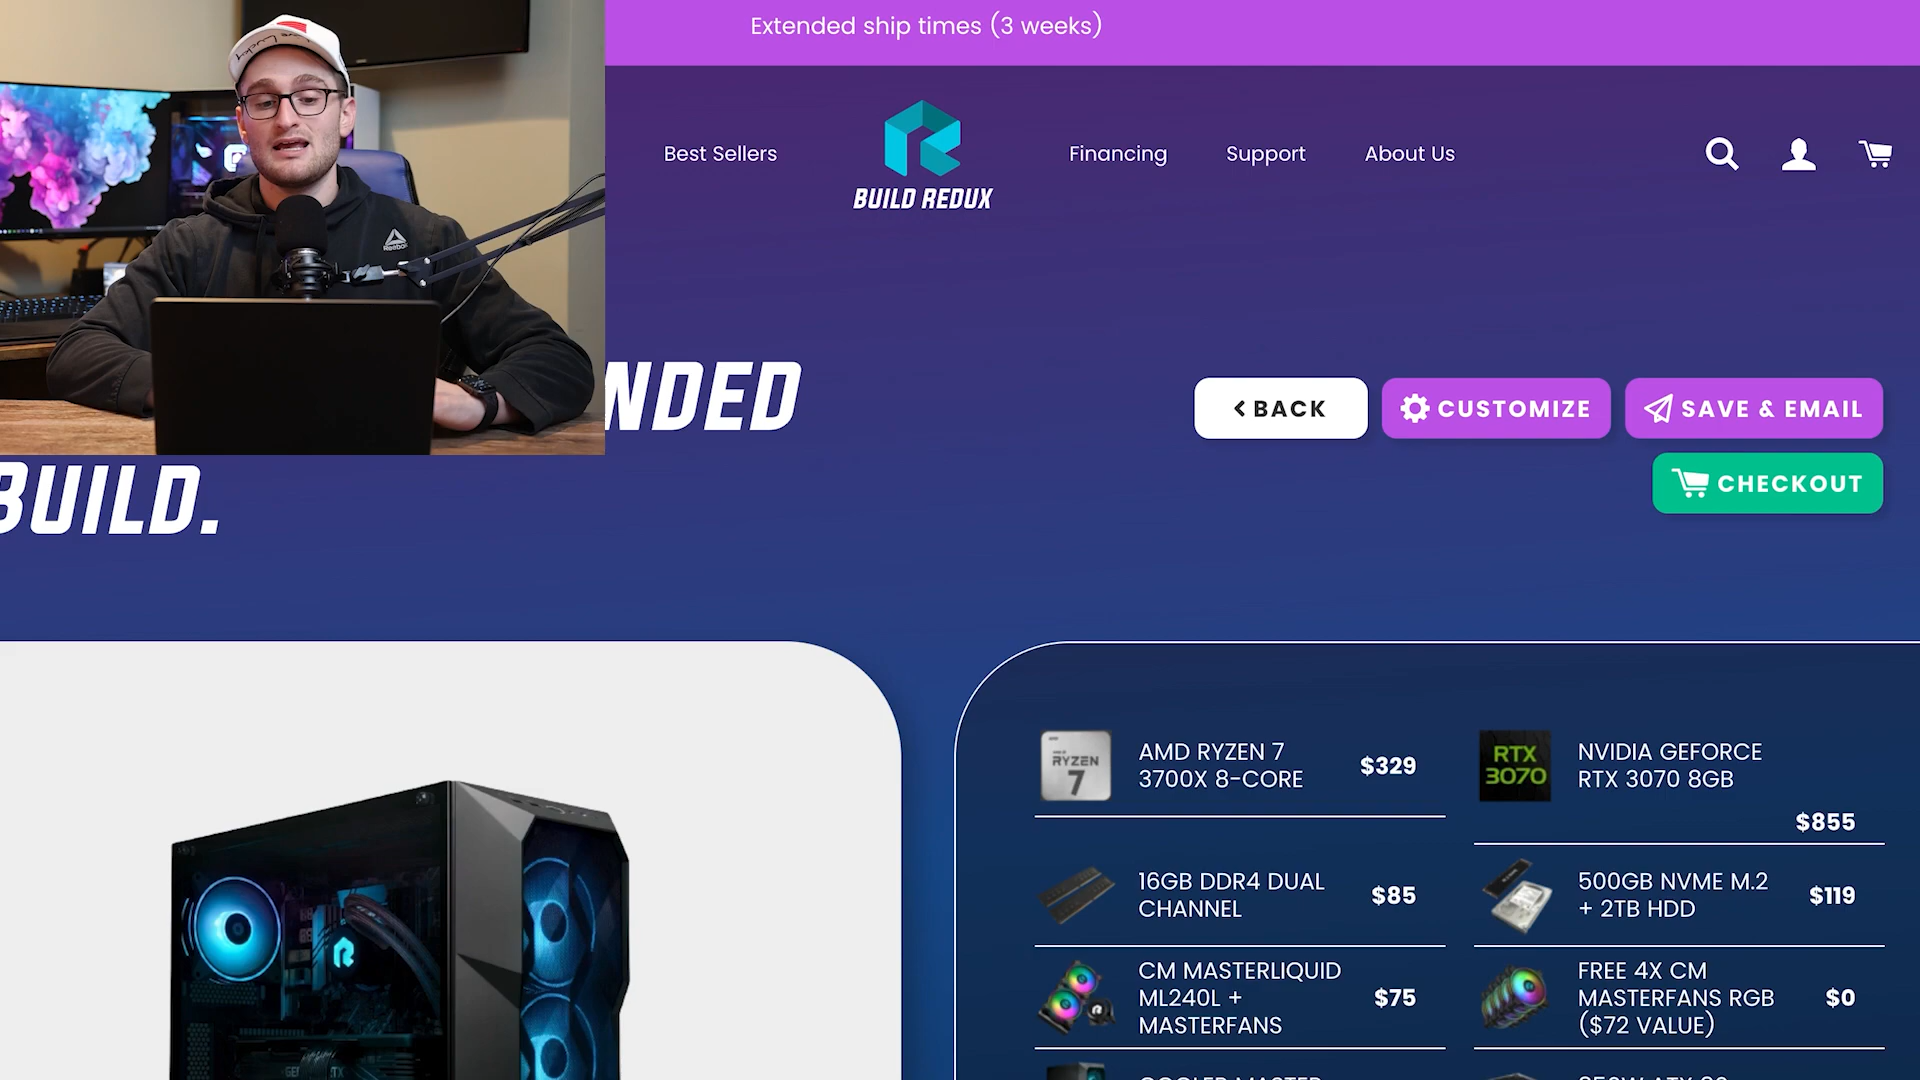 Extended ship times (3 weeks)
Best Sellers
BUILD REDUX
Financing
Support
About Us
Reebok
NDED
BUILD.
BACK
CUSTOMIZE
SAVE & EMAIL
CHECKOUT
RYZEN
7
AMD RYZEN 7
3700X 8-CORE
$329
RTX
3070
NVIDIA GEFORCE
RTX 3070 8GB
$855
16GB DDR4 DUAL
CHANNEL
$85
500GB NVME M.2
+ 2TB HDD
$119
CM MASTERLIQUID
ML240L +
MASTERFANS
$75
FREE 4X CM
MASTERFANS RGB
($72 VALUE)
$0
COOLER MASTER